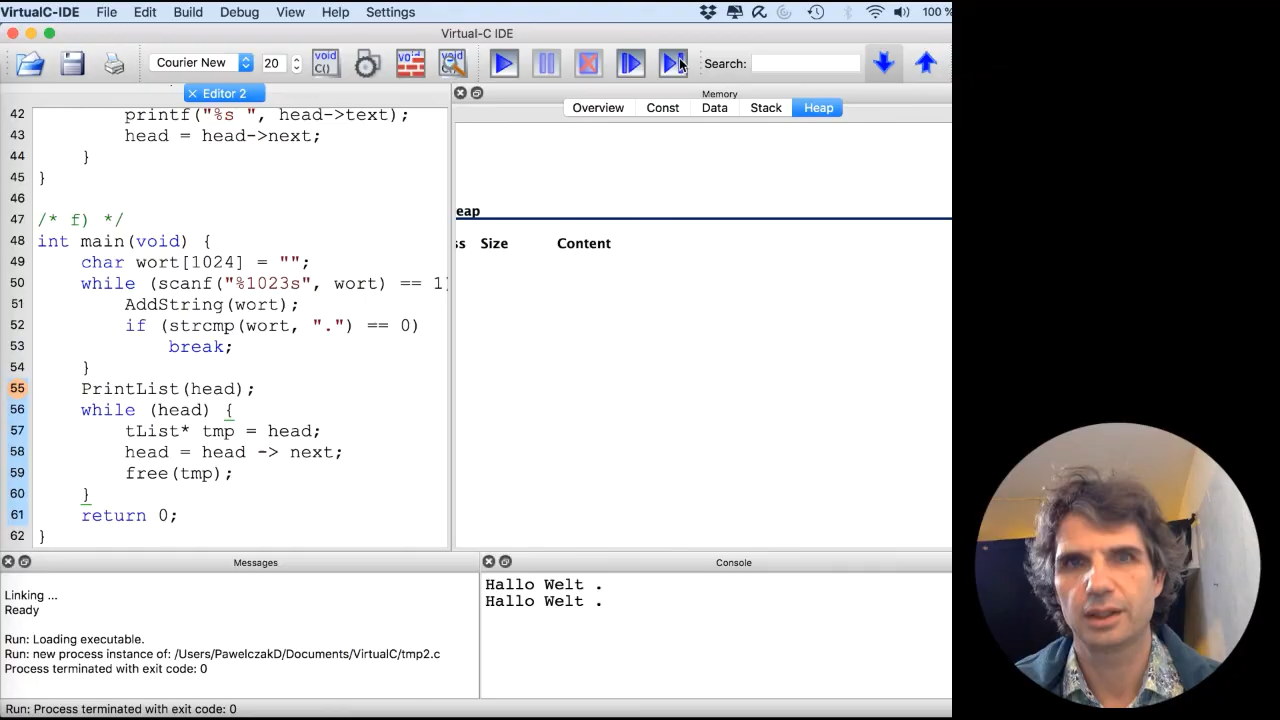 VirtualC-IDE File Edit Build Debug View Help Settings 100 %
Virtual-C IDE
Courier New 20 void C() void Search:
Editor 2
Memory
Overview Const Data Stack Heap
42 printf("%s ", head->text);
43 head = head->next;
44 }
45 }
46
47 /* f) */
48 int main(void) {
49 char wort[1024] = "";
50 while (scanf("%1023s", wort) == 1)
51 AddString(wort);
52 if (strcmp(wort, ".") == 0)
53 break;
54 }
55 PrintList(head);
56 while (head) {
57 tList* tmp = head;
58 head = head -> next;
59 free(tmp);
60 }
61 return 0;
62 }
eap
ss Size Content
Messages
Linking ...
Ready
Run: Loading executable.
Run: new process instance of: /Users/PawelczakD/Documents/VirtualC/tmp2.c
Process terminated with exit code: 0
Console
Hallo Welt .
Hallo Welt .
Run: Process terminated with exit code: 0